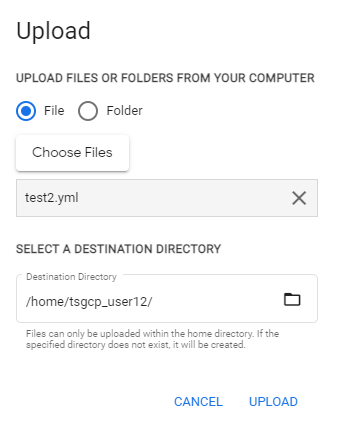 Upload
UPLOAD FILES OR FOLDERS FROM YOUR COMPUTER
File Folder
Choose Files
test2.yml
SELECT A DESTINATION DIRECTORY
Destination Directory
/home/tsgcp_user12/
Files can only be uploaded within the home directory. If the
specified directory does not exist, it will be created.
CANCEL UPLOAD